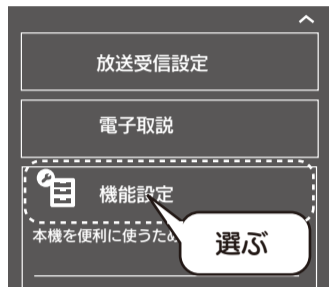 放送受信設定
電子取説
機能設定
本機を便利に使うため
選ぶ